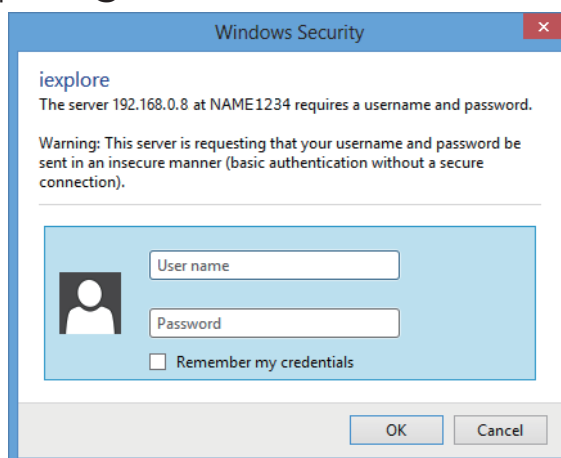 Windows Security
iexplore
The server 192.168.0.8 at NAME1234 requires a username and password.
Warning: This server is requesting that your username and password be
sent in an insecure manner (basic authentication without a secure
connection).
User name
Password
Remember my credentials
OK
Cancel